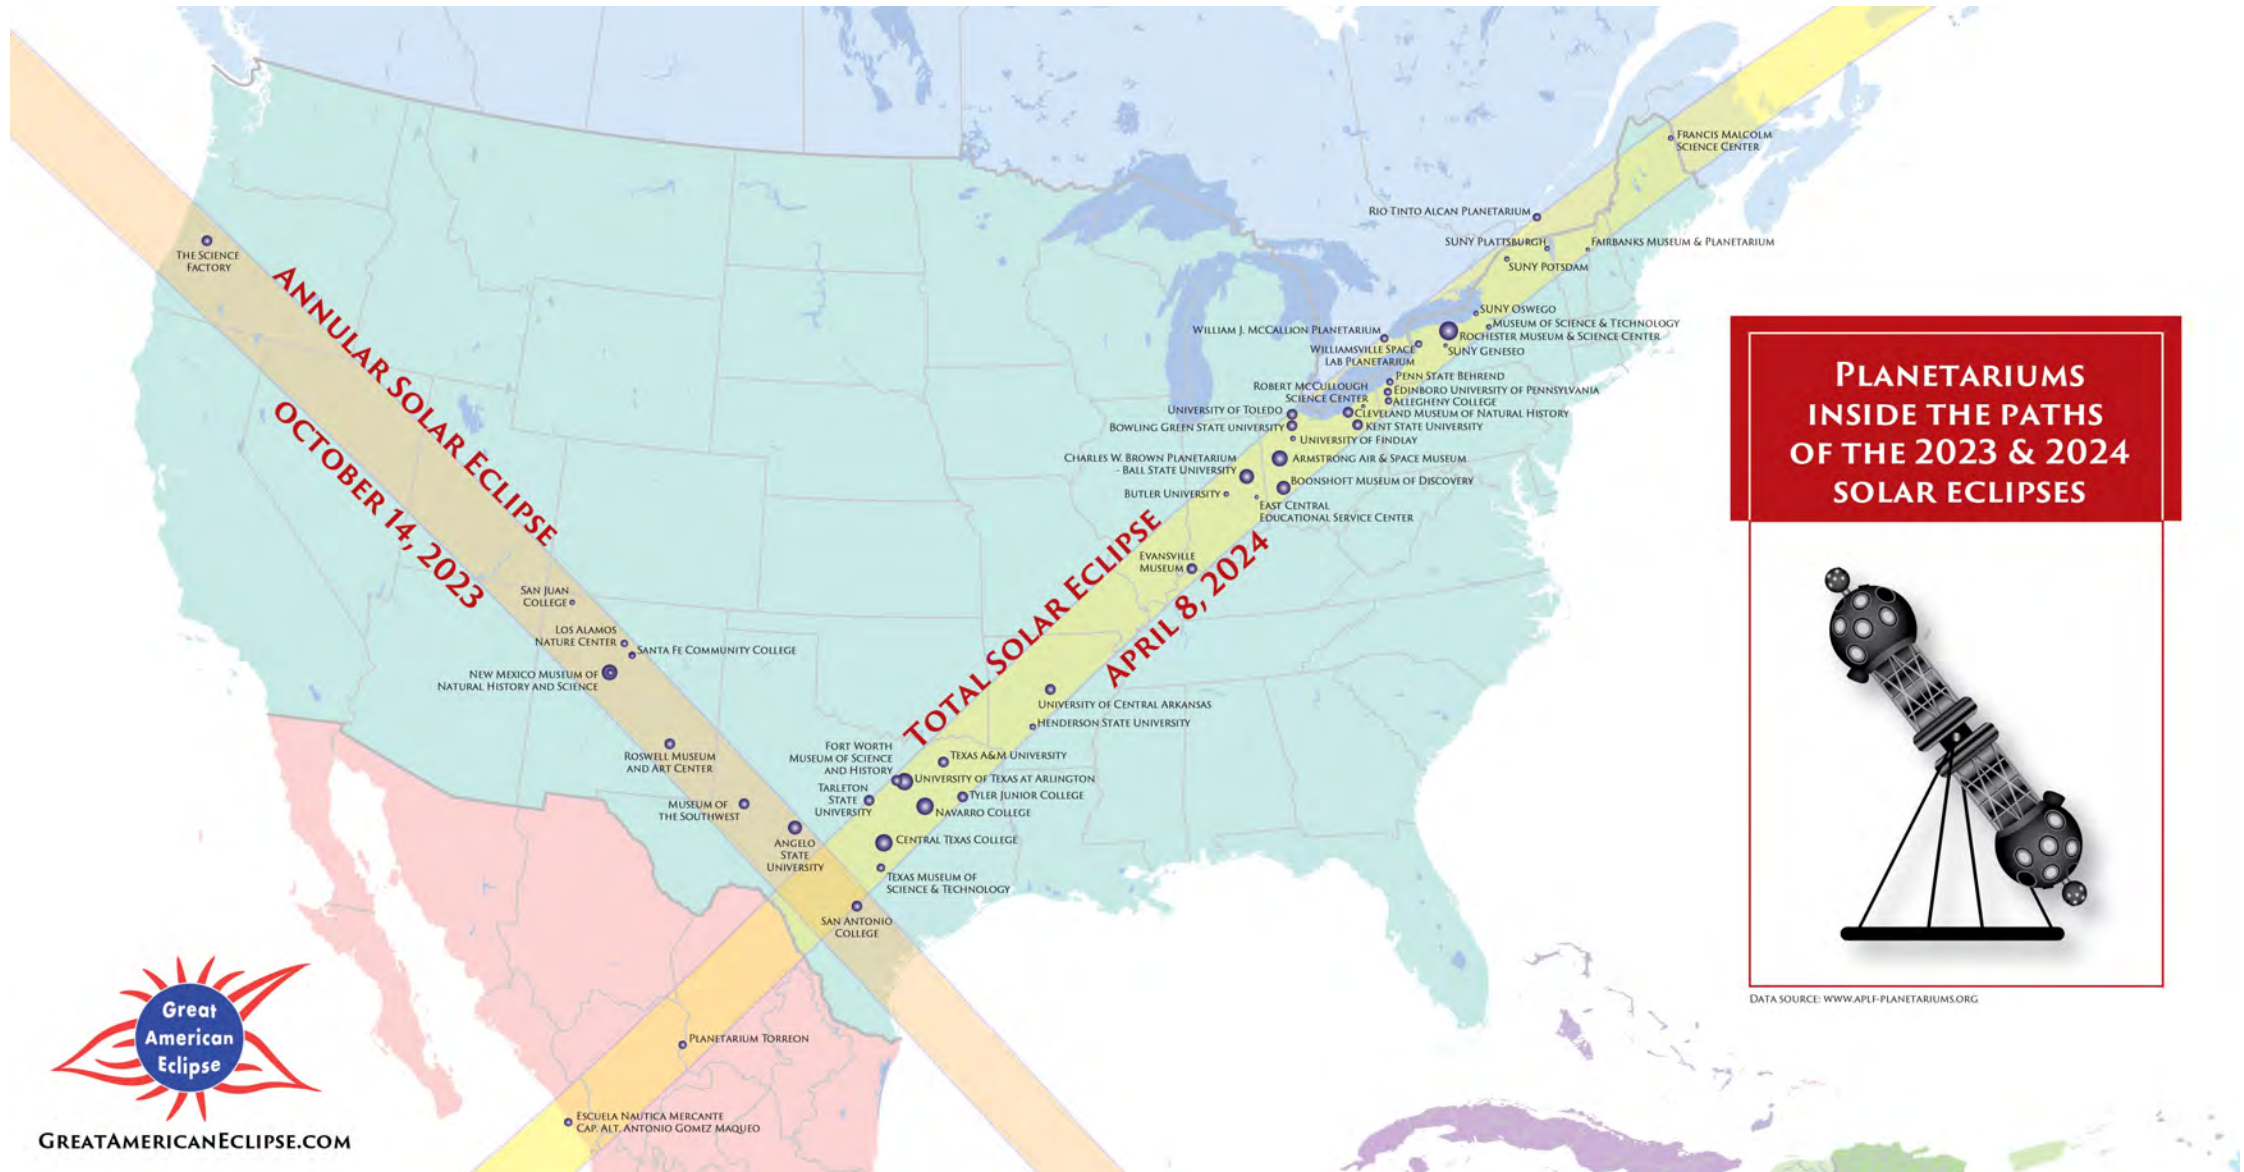 Francis Malcolm
Science Center
Rio Tinto Alcan Planetarium
SUNY Plattsburgh
Fairbanks Museum & Planetarium
SUNY Potsdam
The Science
Factory
Annular Solar Eclipse
October 14, 2023
SUNY Oswego
Museum of Science & Technology
William J. McCallion Planetarium
Rochester Museum & Science Center
Williamsville Space
Lab Planetarium
SUNY Geneseo
Penn State Behrend
Robert McCullough
Science Center
Edinboro University of Pennsylvania
Allegheny College
University of Toledo
Cleveland Museum of Natural History
Bowling Green State University
Kent State University
University of Findlay
Charles W. Brown Planetarium
- Ball State University
Armstrong Air & Space Museum
Boonshoft Museum of Discovery
Butler University
East Central
Educational Service Center
Total Solar Eclipse
April 8, 2024
Evansville
Museum
San Juan
College
Los Alamos
Nature Center
Santa Fe Community College
New Mexico Museum of
Natural History and Science
University of Central Arkansas
Henderson State University
Roswell Museum
and Art Center
Fort Worth
Museum of Science
and History
Texas A&M University
University of Texas at Arlington
Tarleton
State
University
Tyler Junior College
Navarro College
Museum of
the Southwest
Angelo
State
University
Central Texas College
Texas Museum of
Science & Technology
San Antonio
College
Planetarium Torreon
Escuela Nautica Mercante
Cap. Alt. Antonio Gomez Maqueo
Planetariums
inside the paths
of the 2023 & 2024
solar eclipses
Data source: www.aplf-planetariums.org
Great
American
Eclipse
GreatAmericanEclipse.com